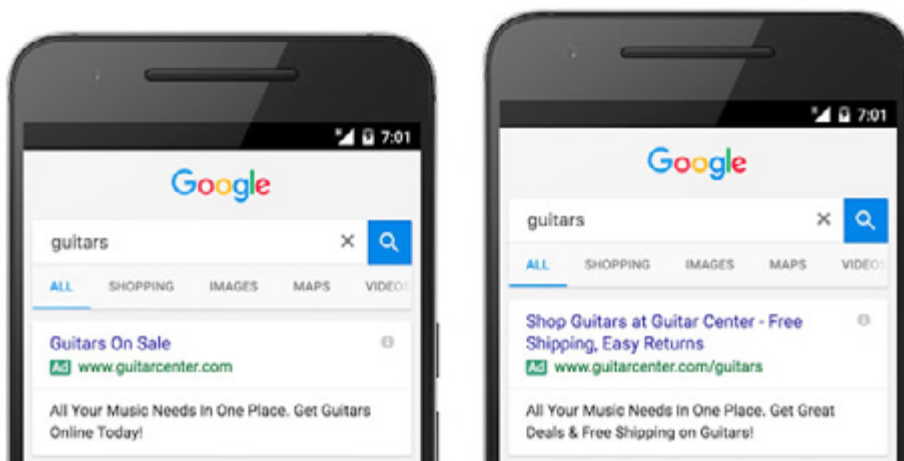 7:01
Google
guitars
ALL SHOPPING IMAGES MAPS VIDEOS
Guitars On Sale
Ad www.guitarcenter.com
All Your Music Needs In One Place. Get Guitars
Online Today!
7:01
Google
guitars
ALL SHOPPING IMAGES MAPS VIDEOS
Shop Guitars at Guitar Center - Free
Shipping, Easy Returns
Ad www.guitarcenter.com/guitars
All Your Music Needs In One Place. Get Great
Deals & Free Shipping on Guitars!